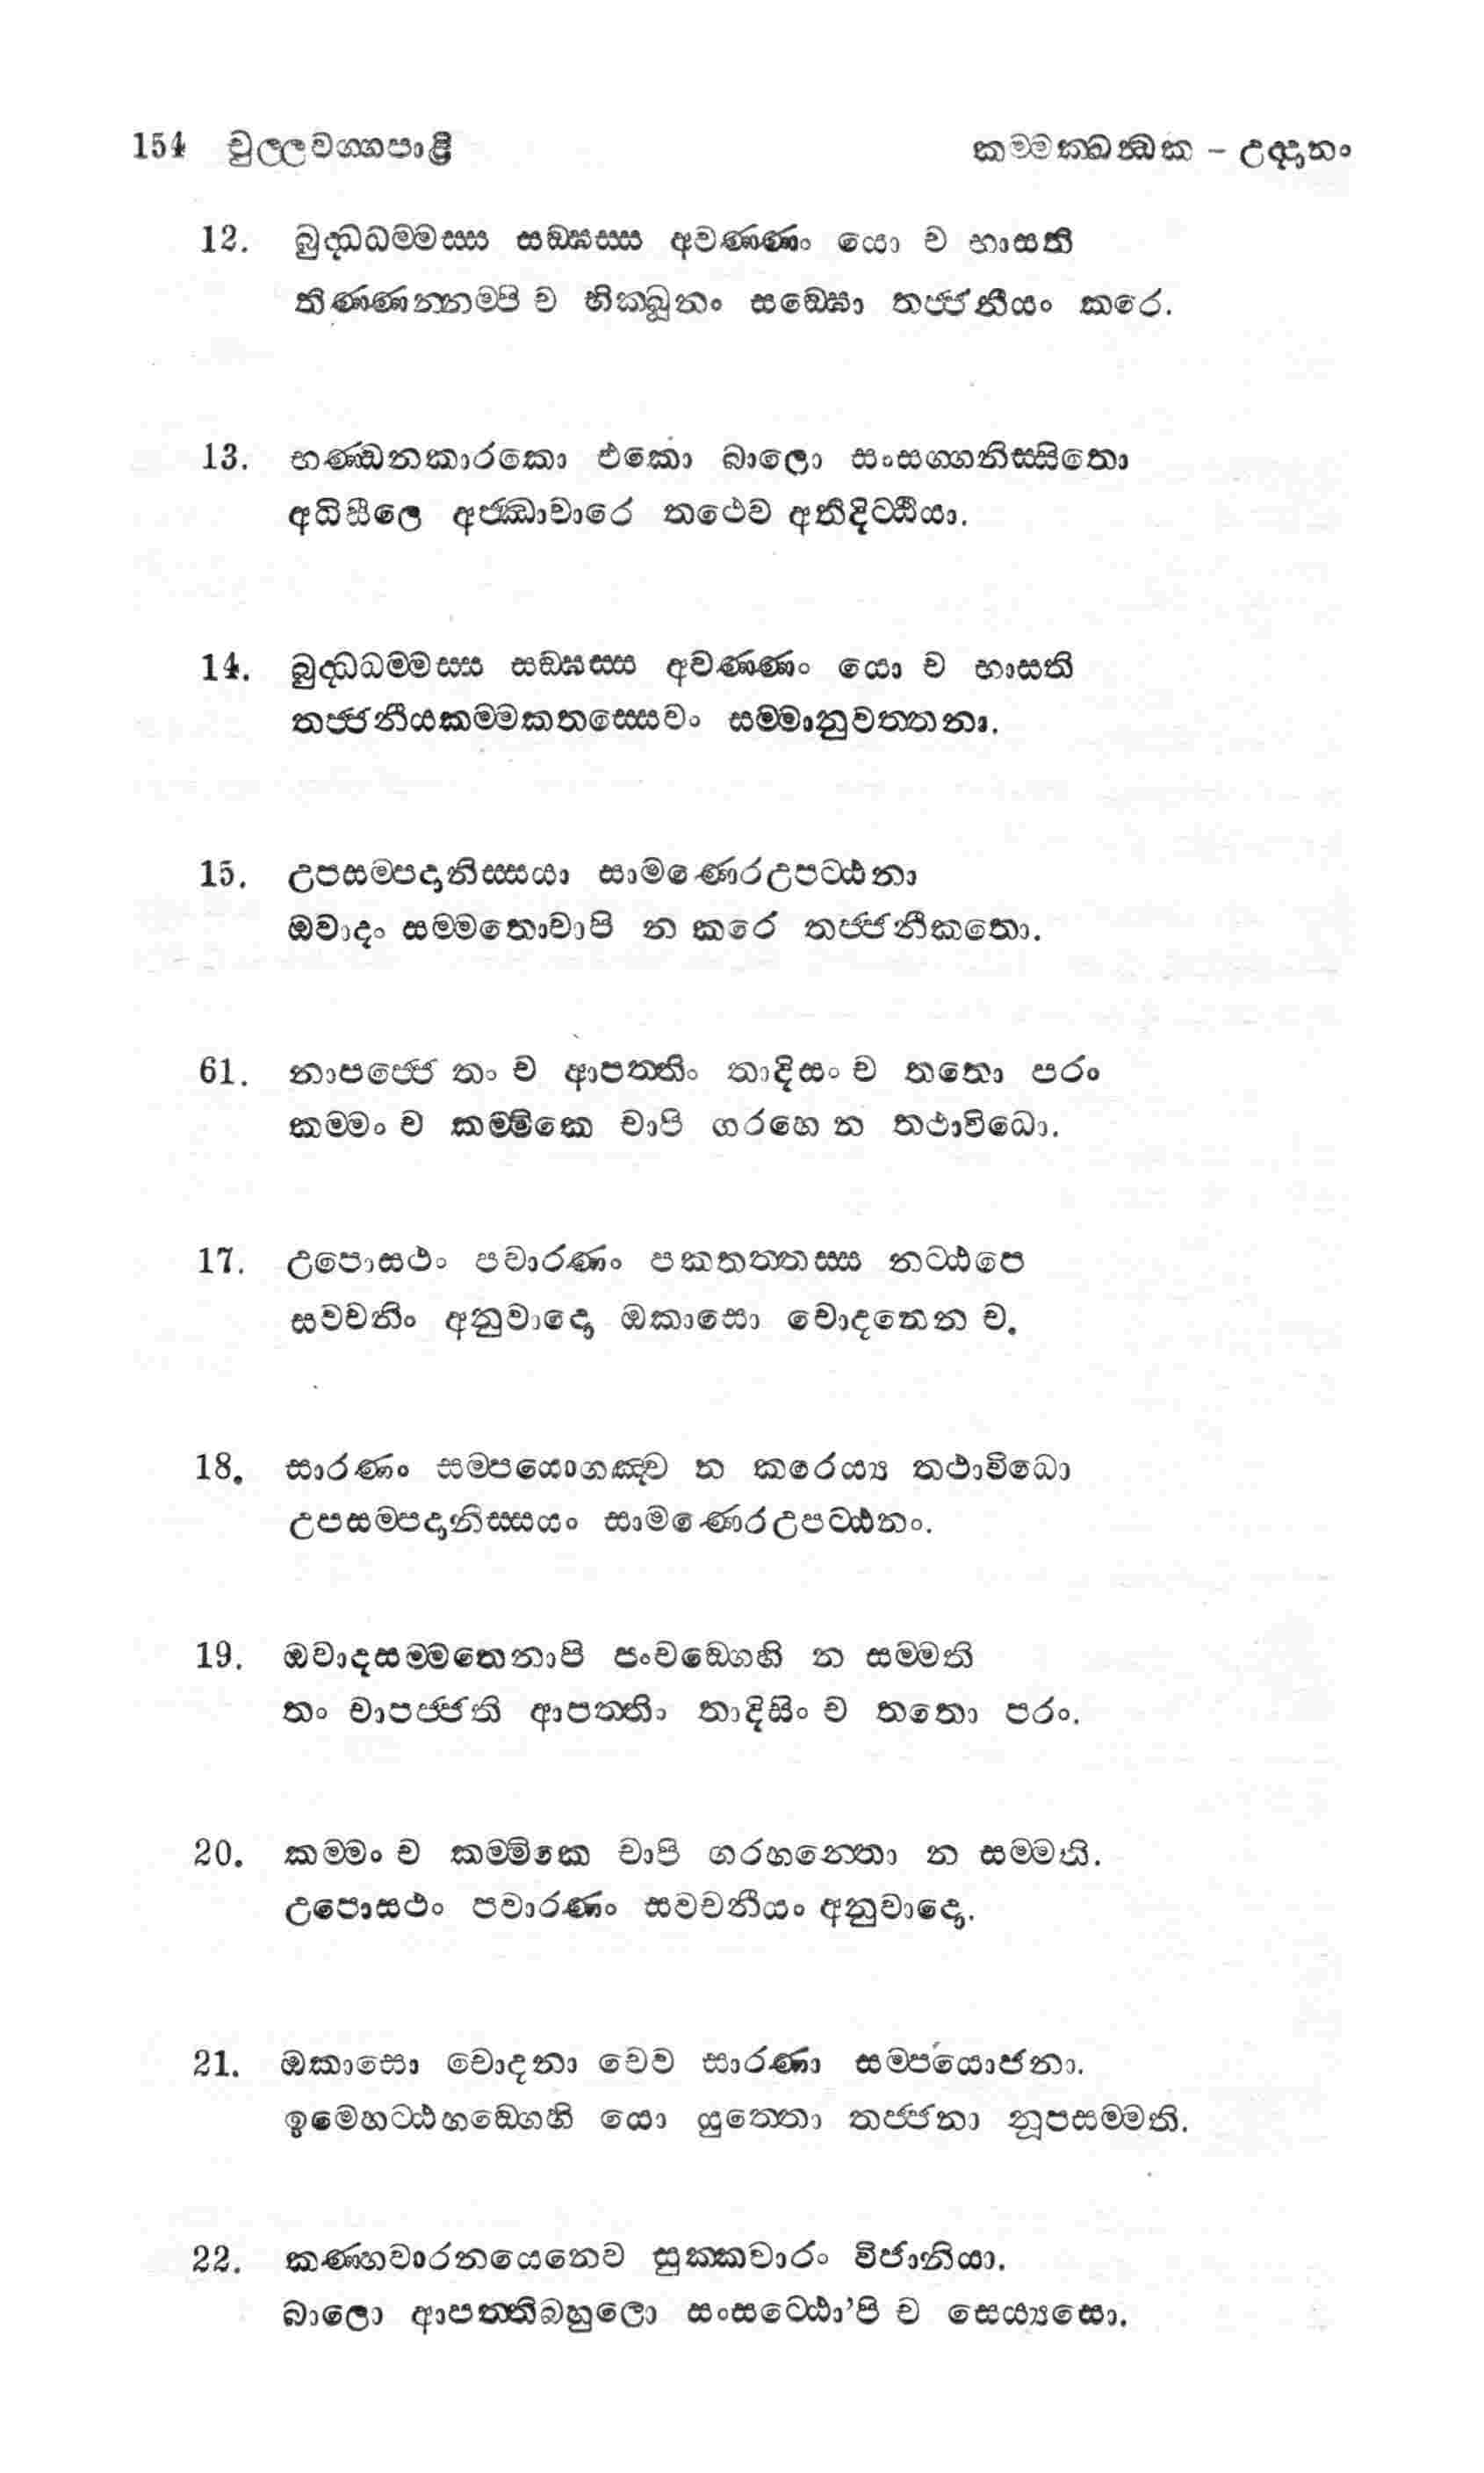 154 චුල්ලවග්ගපාළි
කම්මක්ඛන්ධක – උද්දානං
12. බුද්ධධම්මස්ස සඞ්ඝස්ස අවණ්ණං යො ච භාසති
තිණ්ණන්නම්පි ච භික්ඛූනං සඞ්ඝො තජ්ජනීයං කරෙ.
13. භණ්ඩනකාරකො එකො බාලො සංසග්ගනිස්සිතො
අධිසීලෙ අජ්ඣාචාරෙ තථෙව අතිදිට්ඨියා.
14. බුද්ධධම්මස්ස සඞ්ඝස්ස අවණ්ණං යො ච භාසති
තජ්ජනීයකම්මකතස්සෙවං සම්මානුවත්තනා.
15. උපසම්පදානිස්සයා සාමණෙරඋපට්ඨනා
ඔවාදං සම්මතොචාපි න කරෙ තජ්ජනීකතො.
61. නාපජ්ජෙ තං ච ආපත්තිං තාදිසං ච තතො පරං
කම්මං ච කම්මිකෙ චාපි ගරහෙ න තථාවිධො.
17. උපොසථං පවාරණං පකතත්තස්ස නට්ඨපෙ
සවචනිං අනුවාදො ඔකාසො චොදනෙන ච.
18. සාරණං සම්පයොගඤ්ච න කරෙය්‍ය තථාවිධො
උපසම්පදානිස්සයං සාමණෙරඋපට්ඨනං.
19. ඔවාදසම්මතෙනාපි පංචඞ්ගෙහි න සම්මති
තං චාපජ්ජති ආපත්තිං තාදිසිං ච තතො පරං.
20. කම්මං ච කම්මිකෙ චාපි ගරහන්තො න සම්මති.
උපොසථං පවාරණං සවචනීයං අනුවාදො.
21. ඔකාසො චොදනා චෙව සාරණා සම්පයොජනා.
ඉමෙහට්ඨහඞ්ගෙහි යො යුත්තො තජ්ජනා නූපසම්මති.
22. කණ්හවාරනයෙනෙව සුක්කවාරං විජානියා.
බාලො ආපත්තිබහුලො සංසට්ඨො’පි ච සෙය්‍යසො.